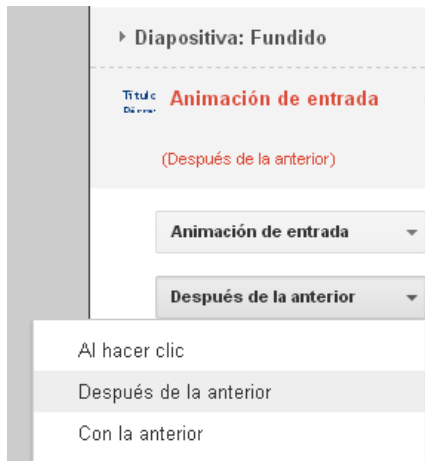 Diapositiva: Fundido
Título
Animación de entrada
(Después de la anterior)
Animación de entrada
Después de la anterior
Al hacer clic
Después de la anterior
Con la anterior